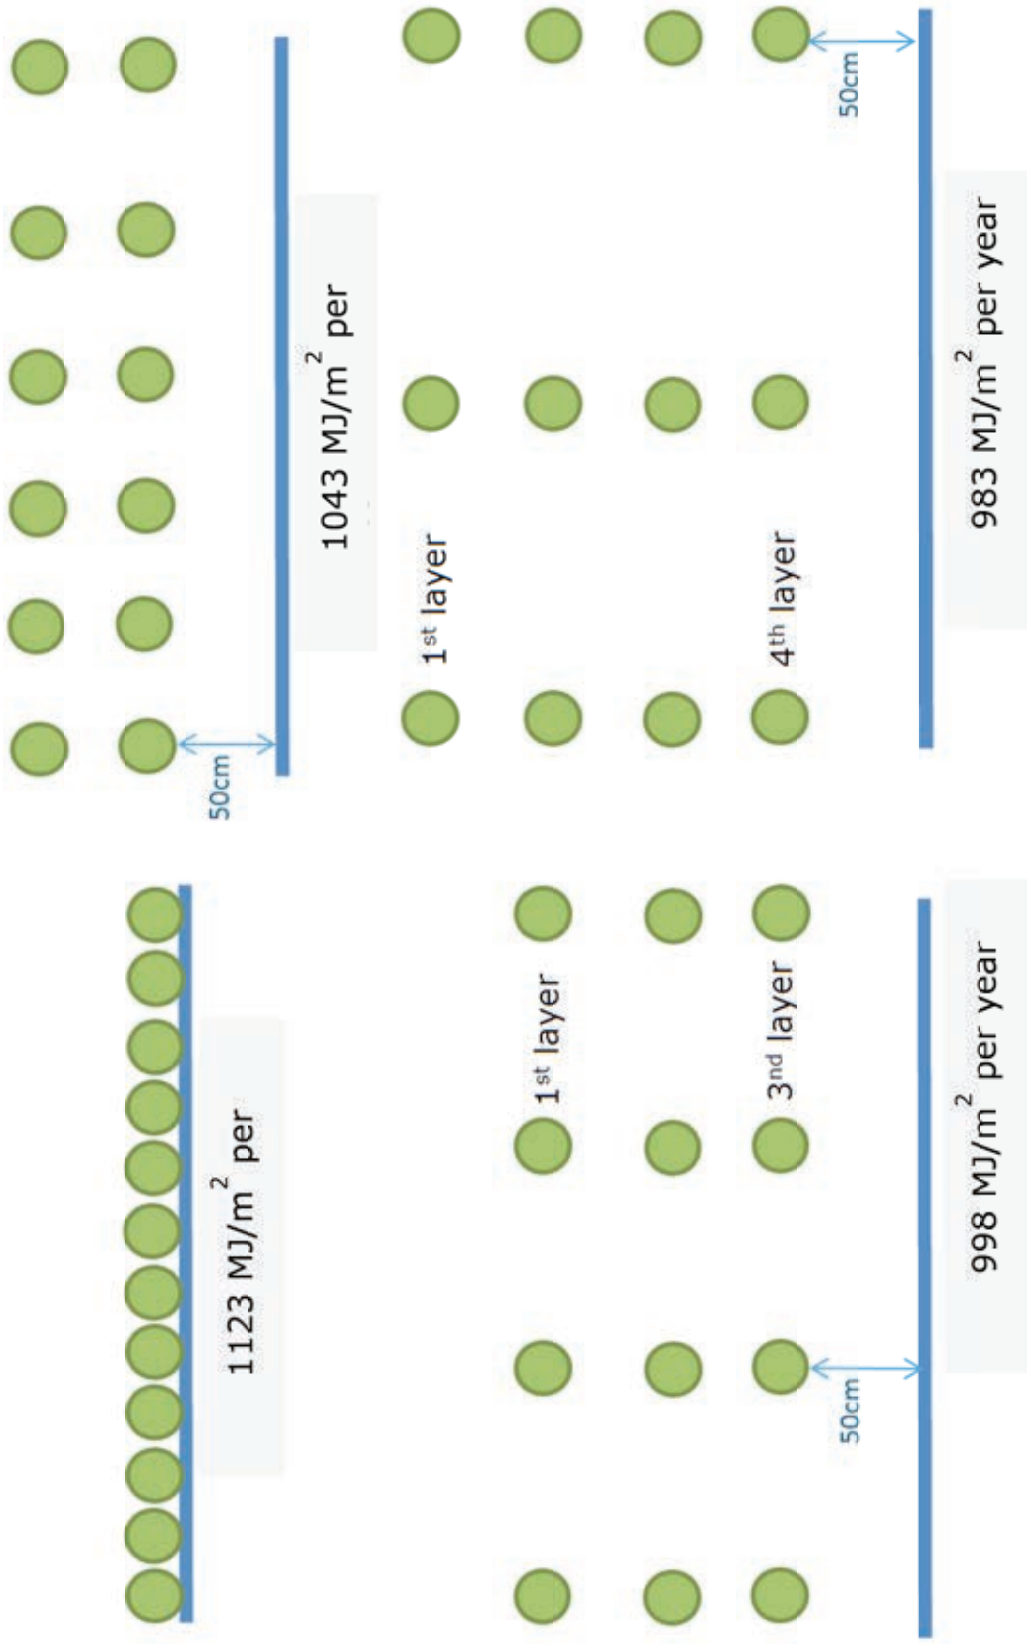 1123 MJ/m² per
50cm
1043 MJ/m² per
1ˢᵗ layer
3ⁿᵈ layer
50cm
998 MJ/m² per year
1ˢᵗ layer
4ᵗʰ layer
50cm
983 MJ/m² per year